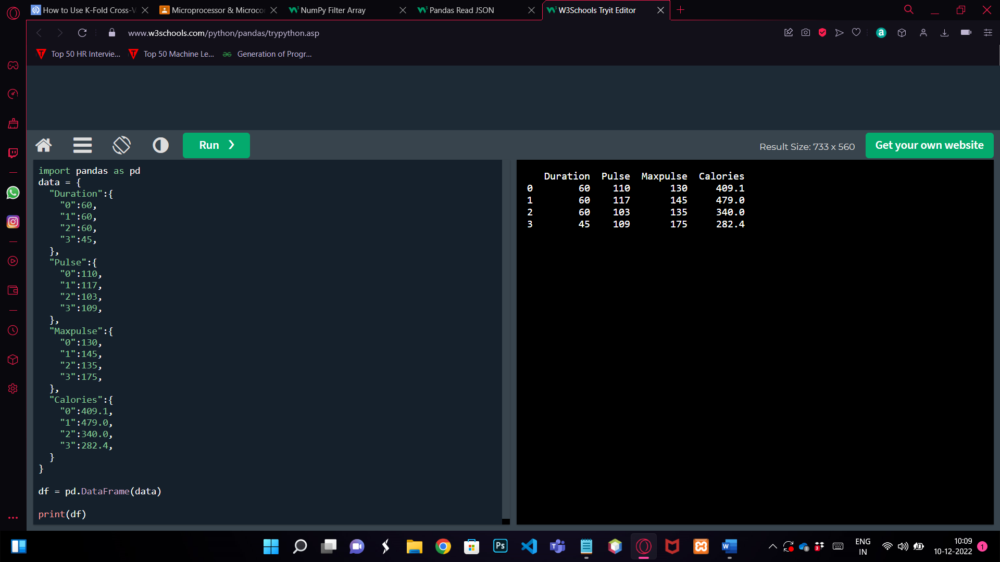 How to Use K-Fold Cross-V
Microprocessor & Microco
NumPy Filter Array
Pandas Read JSON
W3Schools Tryit Editor
www.w3schools.com/python/pandas/trypython.asp
Top 50 HR Intervie...
Top 50 Machine Le...
Generation of Progr...
Run ❯
Result Size: 733 x 560
Get your own website
import pandas as pd
data = {
  "Duration":{
    "0":60,
    "1":60,
    "2":60,
    "3":45,
  },
  "Pulse":{
    "0":110,
    "1":117,
    "2":103,
    "3":109,
  },
  "Maxpulse":{
    "0":130,
    "1":145,
    "2":135,
    "3":175,
  },
  "Calories":{
    "0":409.1,
    "1":479.0,
    "2":340.0,
    "3":282.4,
  }
}
df = pd.DataFrame(data)
print(df)
   Duration  Pulse  Maxpulse  Calories
0        60    110       130     409.1
1        60    117       145     479.0
2        60    103       135     340.0
3        45    109       175     282.4
ENG
IN
10:09
10-12-2022
1